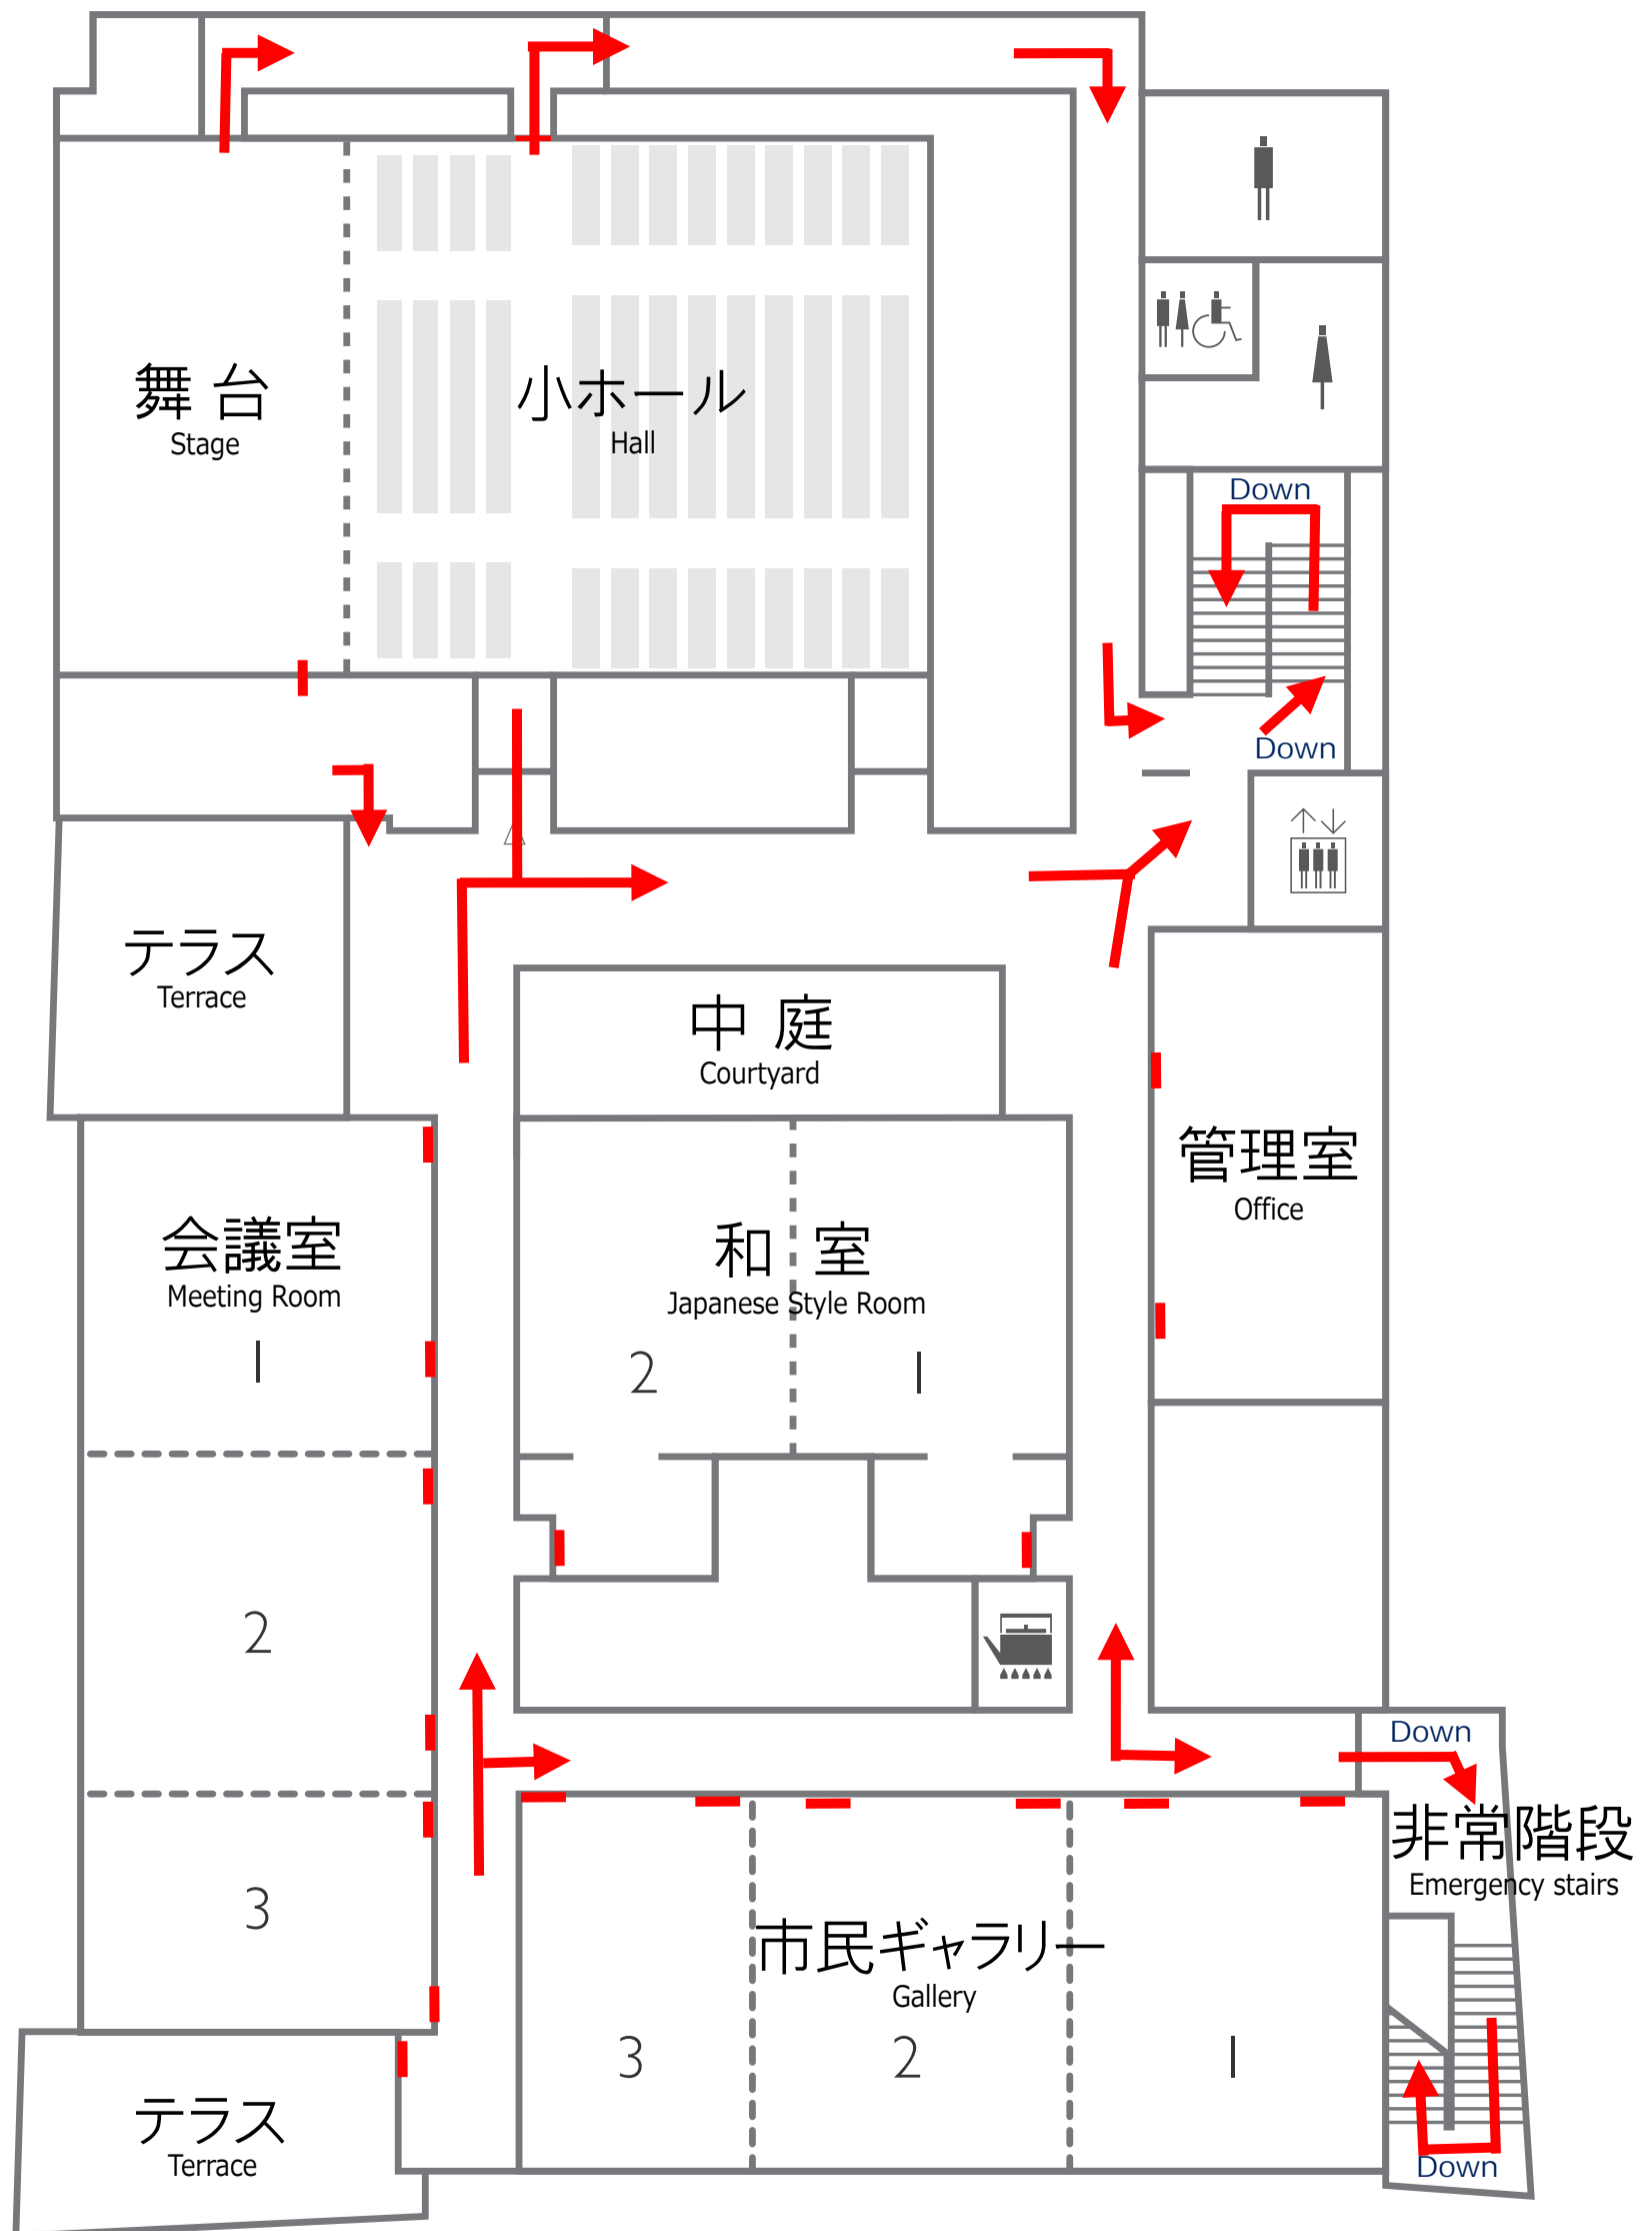 Down
舞台
Stage
小ホール
Hall
Down
テラス
Terrace
中庭
Courtyard
管理室
Office
会議室
Meeting Room
1
和室
Japanese Style Room
2
1
2
Down
非常階段
Emergency stairs
3
市民ギャラリー
Gallery
3
2
1
テラス
Terrace
Down